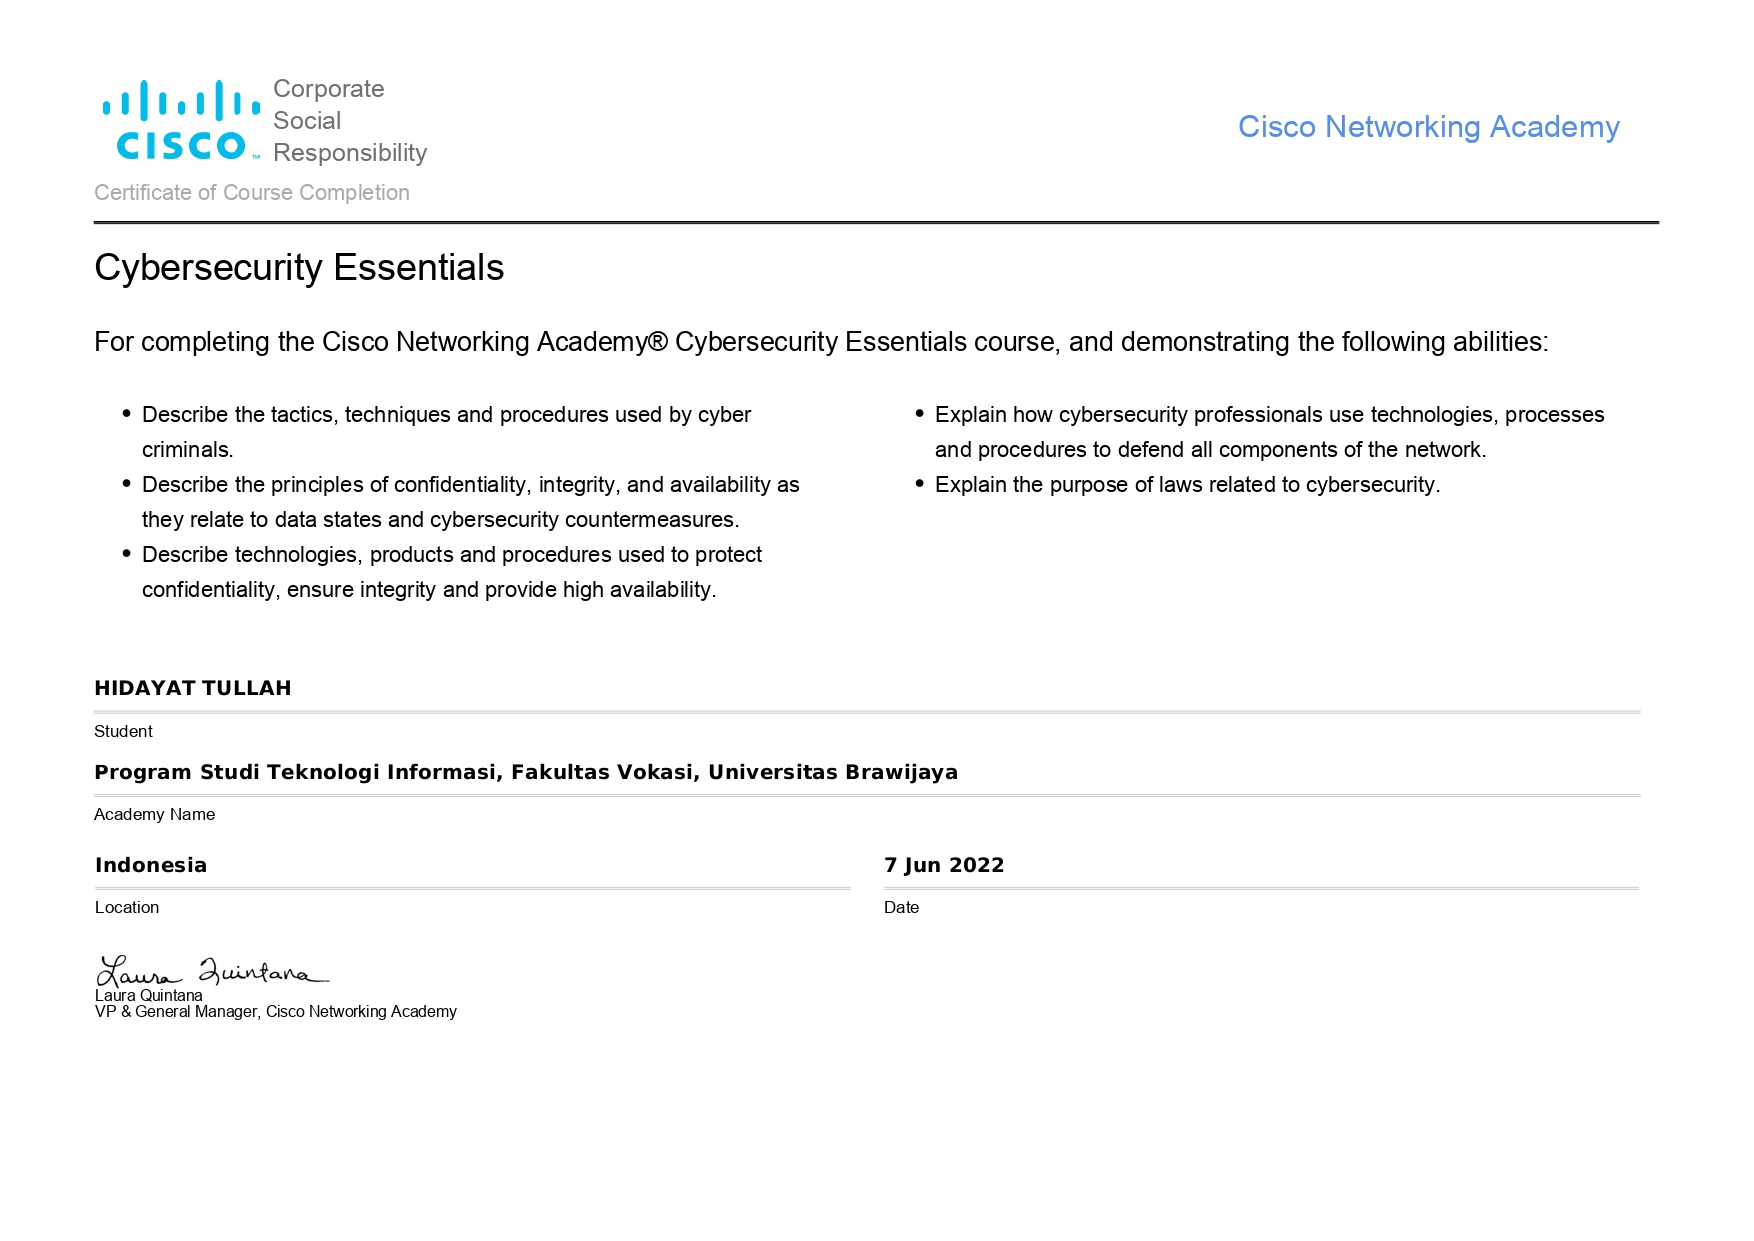 CISCO™
Corporate
Social
Responsibility
Cisco Networking Academy
Certificate of Course Completion
Cybersecurity Essentials
For completing the Cisco Networking Academy® Cybersecurity Essentials course, and demonstrating the following abilities:
• Describe the tactics, techniques and procedures used by cyber
criminals.
• Describe the principles of confidentiality, integrity, and availability as
they relate to data states and cybersecurity countermeasures.
• Describe technologies, products and procedures used to protect
confidentiality, ensure integrity and provide high availability.
• Explain how cybersecurity professionals use technologies, processes
and procedures to defend all components of the network.
• Explain the purpose of laws related to cybersecurity.
HIDAYAT TULLAH
Student
Program Studi Teknologi Informasi, Fakultas Vokasi, Universitas Brawijaya
Academy Name
Indonesia
Location
7 Jun 2022
Date
Laura Quintana
Laura Quintana
VP & General Manager, Cisco Networking Academy